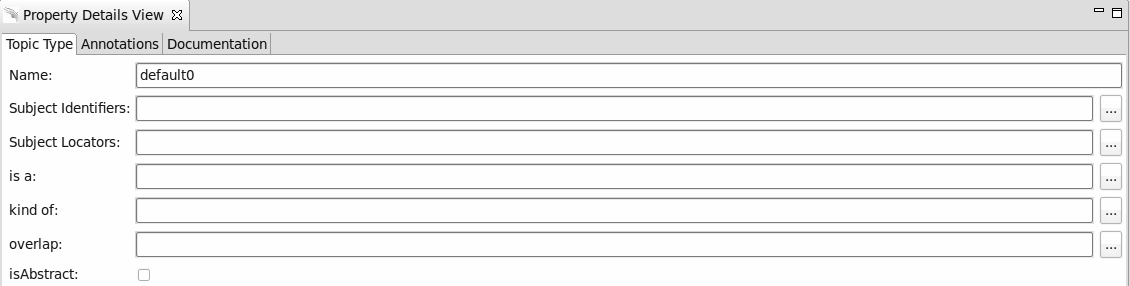 Property Details View
Topic Type Annotations Documentation
Name: default0
Subject Identifiers: ...
Subject Locators: ...
is a: ...
kind of: ...
overlap: ...
isAbstract: